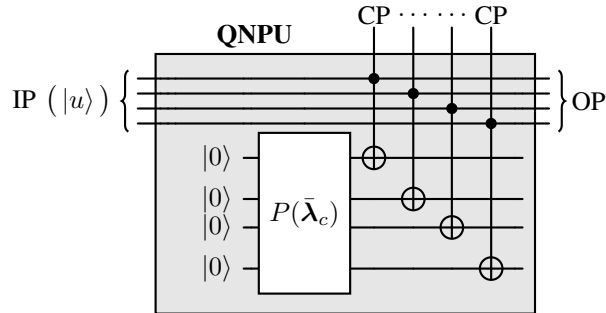 CP ······ CP
QNPU
IP (|u⟩) OP
|0⟩
|0⟩
|0⟩
P(λ̄_c)
|0⟩